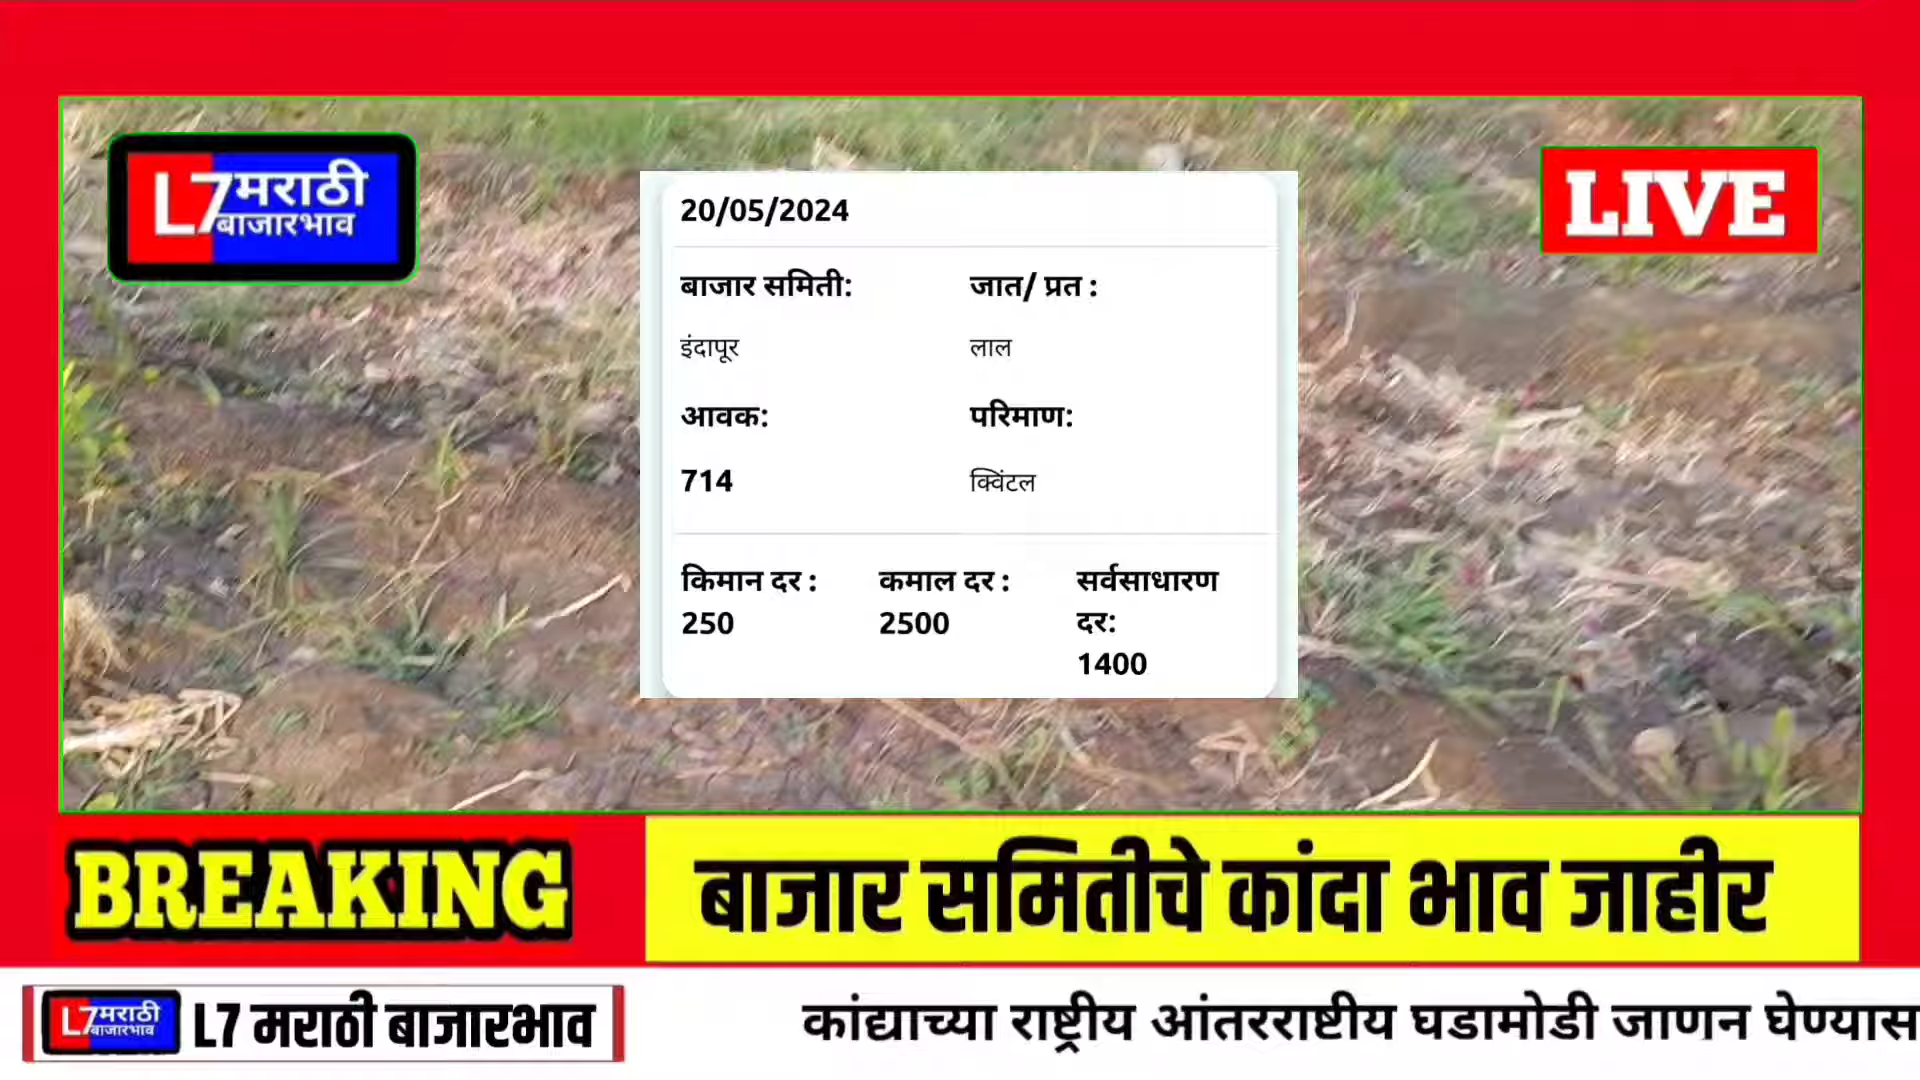 L7मराठी
बाजारभाव
LIVE
20/05/2024
बाजार समिती: जात/ प्रत :
इंदापूर लाल
आवक: परिमाण:
714 क्विंटल
किमान दर : कमाल दर : सर्वसाधारण
250 2500 दर:
1400
BREAKING
बाजार समितीचे कांदा भाव जाहीर
L7मराठी
बाजारभाव
L7 मराठी बाजारभाव
कांद्याच्या राष्ट्रीय आंतरराष्टीय घडामोडी जाणन घेण्यास